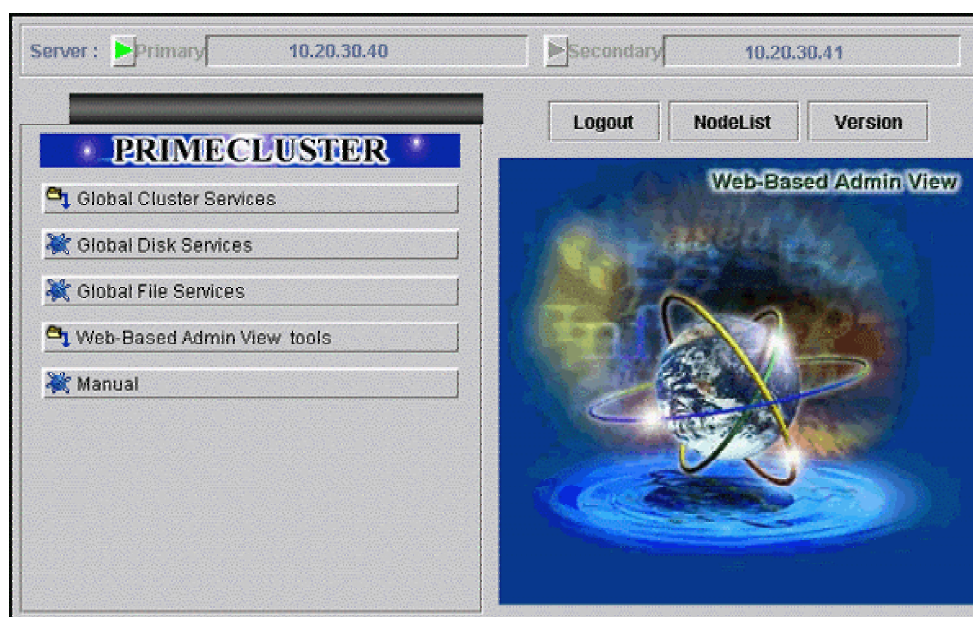 Server : Primary 10.20.30.40 Secondary 10.20.30.41
Logout NodeList Version
PRIMECLUSTER
Global Cluster Services
Global Disk Services
Global File Services
Web-Based Admin View tools
Manual
Web-Based Admin View